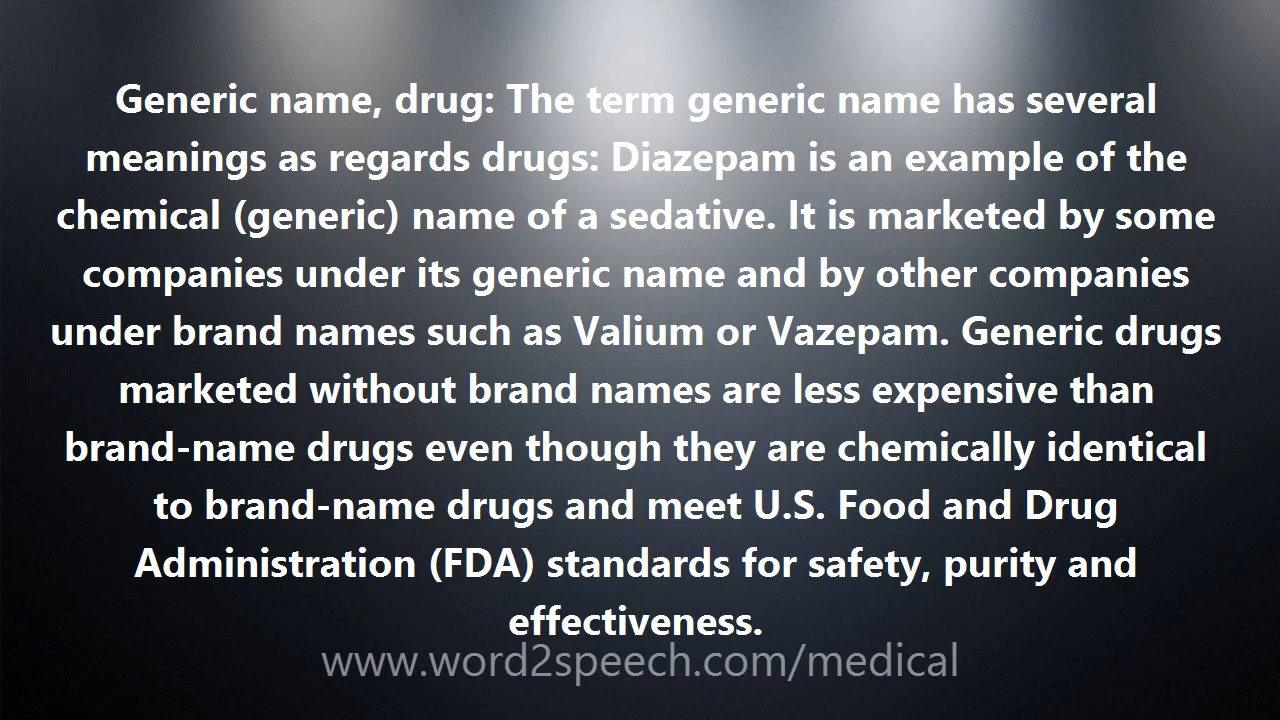 Generic name, drug: The term generic name has several
meanings as regards drugs: Diazepam is an example of the
chemical (generic) name of a sedative. It is marketed by some
companies under its generic name and by other companies
under brand names such as Valium or Vazepam. Generic drugs
marketed without brand names are less expensive than
brand-name drugs even though they are chemically identical
to brand-name drugs and meet U.S. Food and Drug
Administration (FDA) standards for safety, purity and
effectiveness.
www.word2speech.com/medical